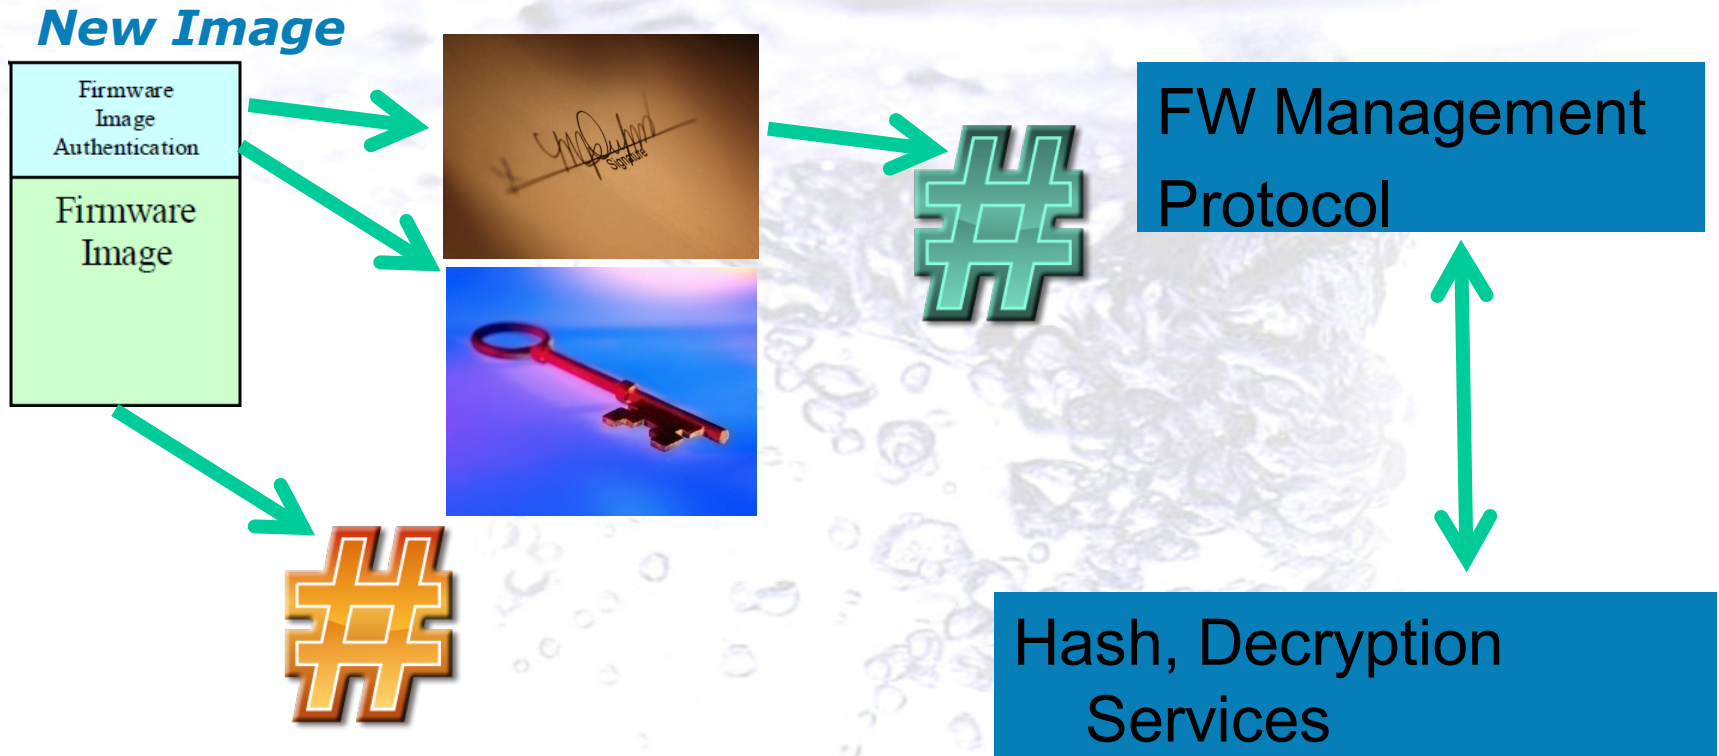 New Image
Firmware
Image
Authentication
Firmware
Image
Signature
#
FW Management
Protocol
#
Hash, Decryption
Services